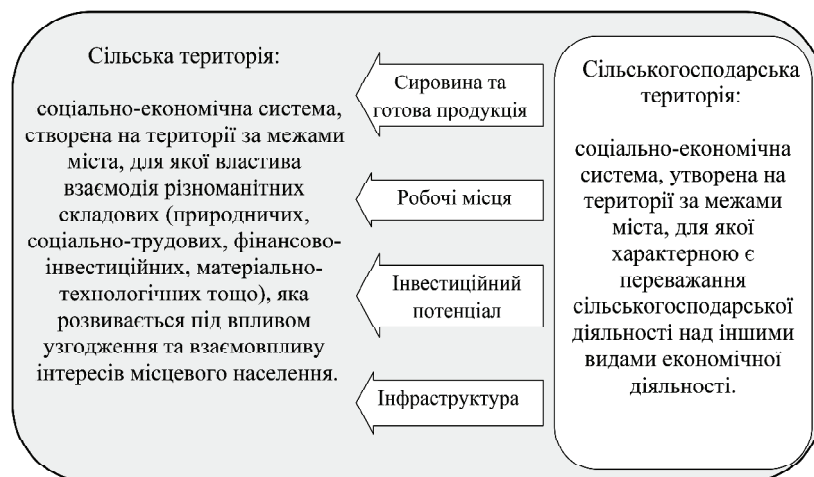 Сільська територія:
соціально-економічна система,
створена на території за межами
міста, для якої властива
взаємодія різноманітних
складових (природничих,
соціально-трудових, фінансово-
інвестиційних, матеріально-
технологічних тощо), яка
розвивається під впливом
узгодження та взаємовпливу
інтересів місцевого населення.
Сировина та
готова продукція
Робочі місця
Інвестиційний
потенціал
Інфраструктура
Сільськогосподарська
територія:
соціально-економічна
система, утворена на
території за межами
міста, для якої
характерною є
переважання
сільськогосподарської
діяльності над іншими
видами економічної
діяльності.